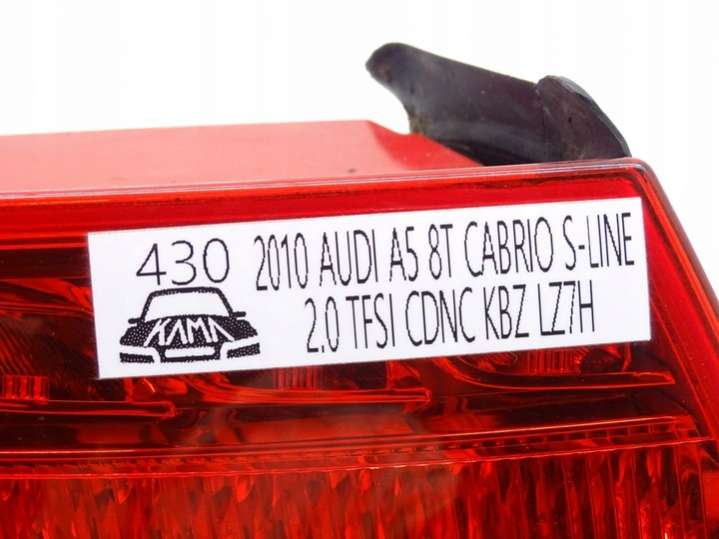 430
KAMA
2010 AUDI A5 8T CABRIO S-LINE
2.0 TFSI CDNC KBZ LZ7H